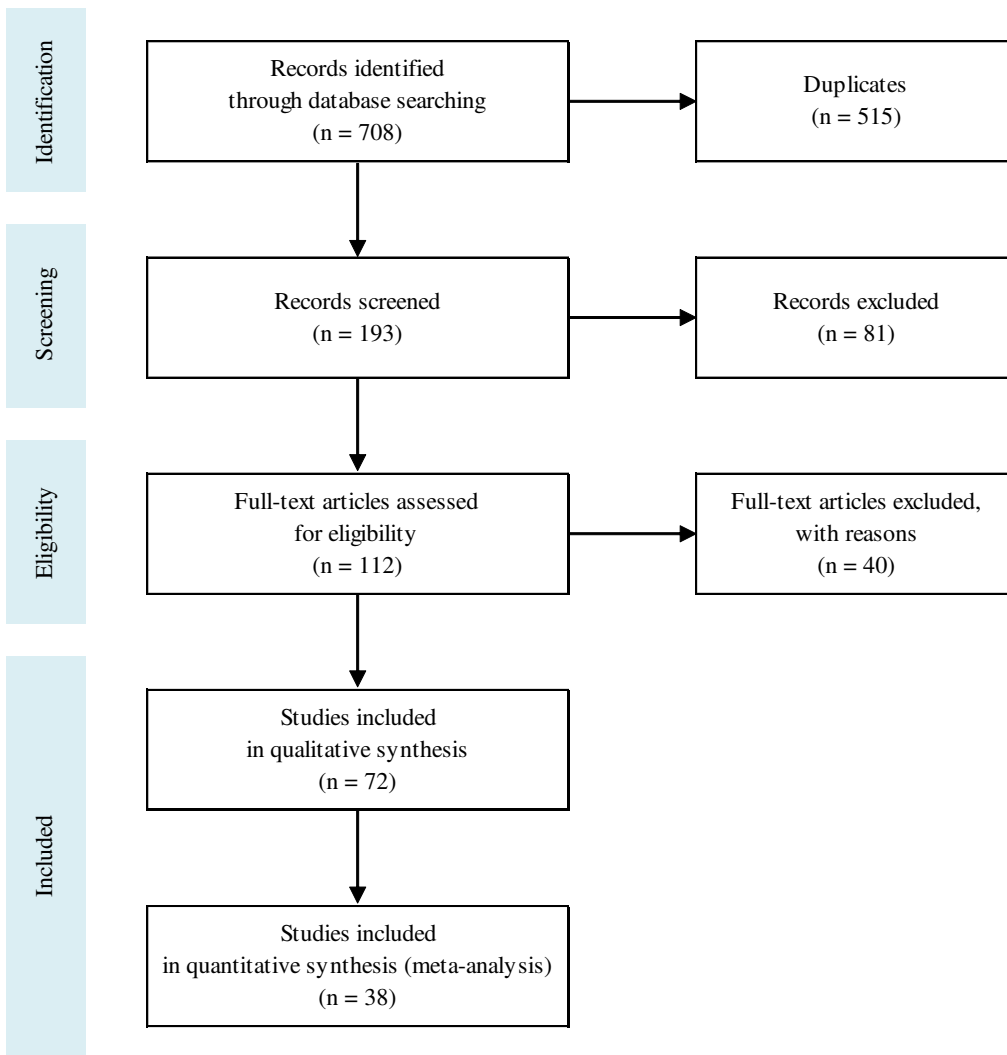 Identification
Records identified
through database searching
(n = 708)
Duplicates
(n = 515)
Screening
Records screened
(n = 193)
Records excluded
(n = 81)
Eligibility
Full-text articles assessed
for eligibility
(n = 112)
Full-text articles excluded,
with reasons
(n = 40)
Included
Studies included
in qualitative synthesis
(n = 72)
Studies included
in quantitative synthesis (meta-analysis)
(n = 38)